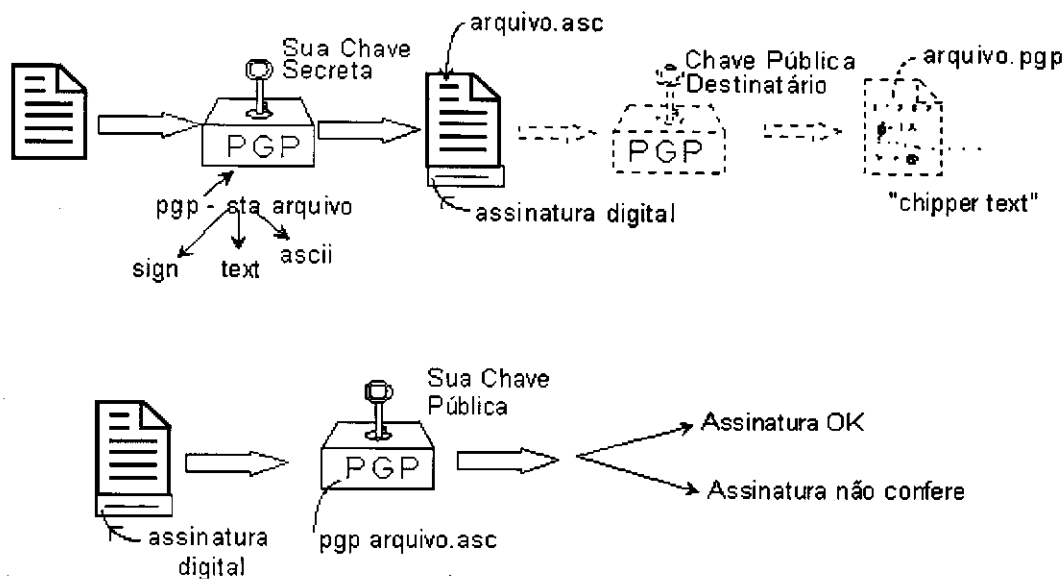 arquivo.asc
Sua Chave
Secreta
Chave Pública
Destinatário
arquivo.pgp
PGP
PGP
pgp - sta arquivo
assinatura digital
"chipper text"
sign
text
ascii
Sua Chave
Pública
PGP
Assinatura OK
Assinatura não confere
assinatura
digital
pgp arquivo.asc